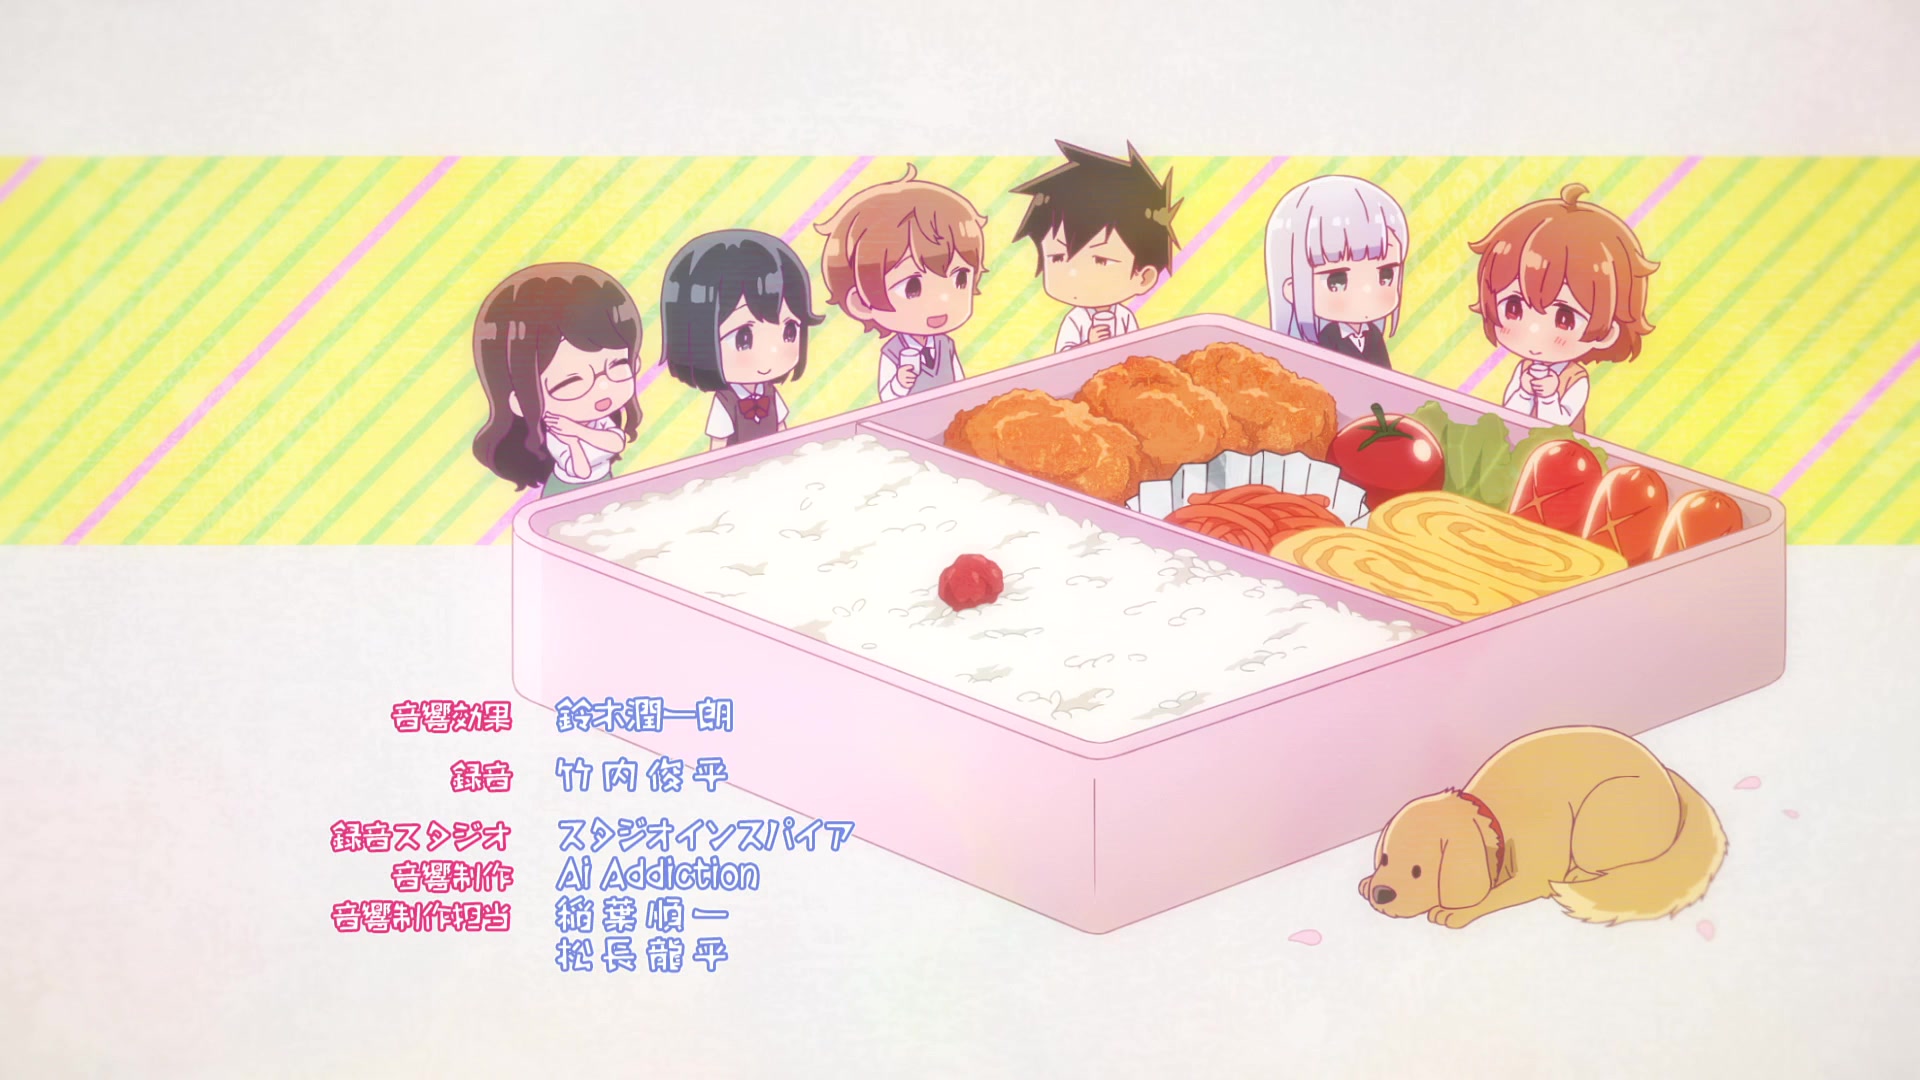 音響効果 鈴木潤一朗
録音 竹内俊平
録音スタジオ スタジオインスパイア
音響制作 Ai Addiction
音響制作担当 稲葉順一
松長龍平